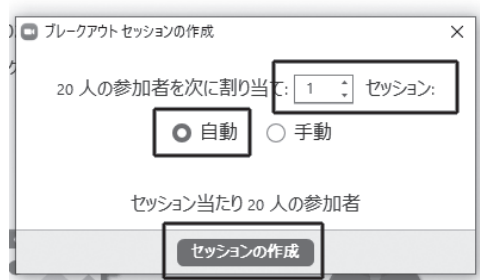 ブレークアウト セッションの作成
20 人の参加者を次に割り当て: 1 セッション:
自動 手動
セッション当たり 20 人の参加者
セッションの作成